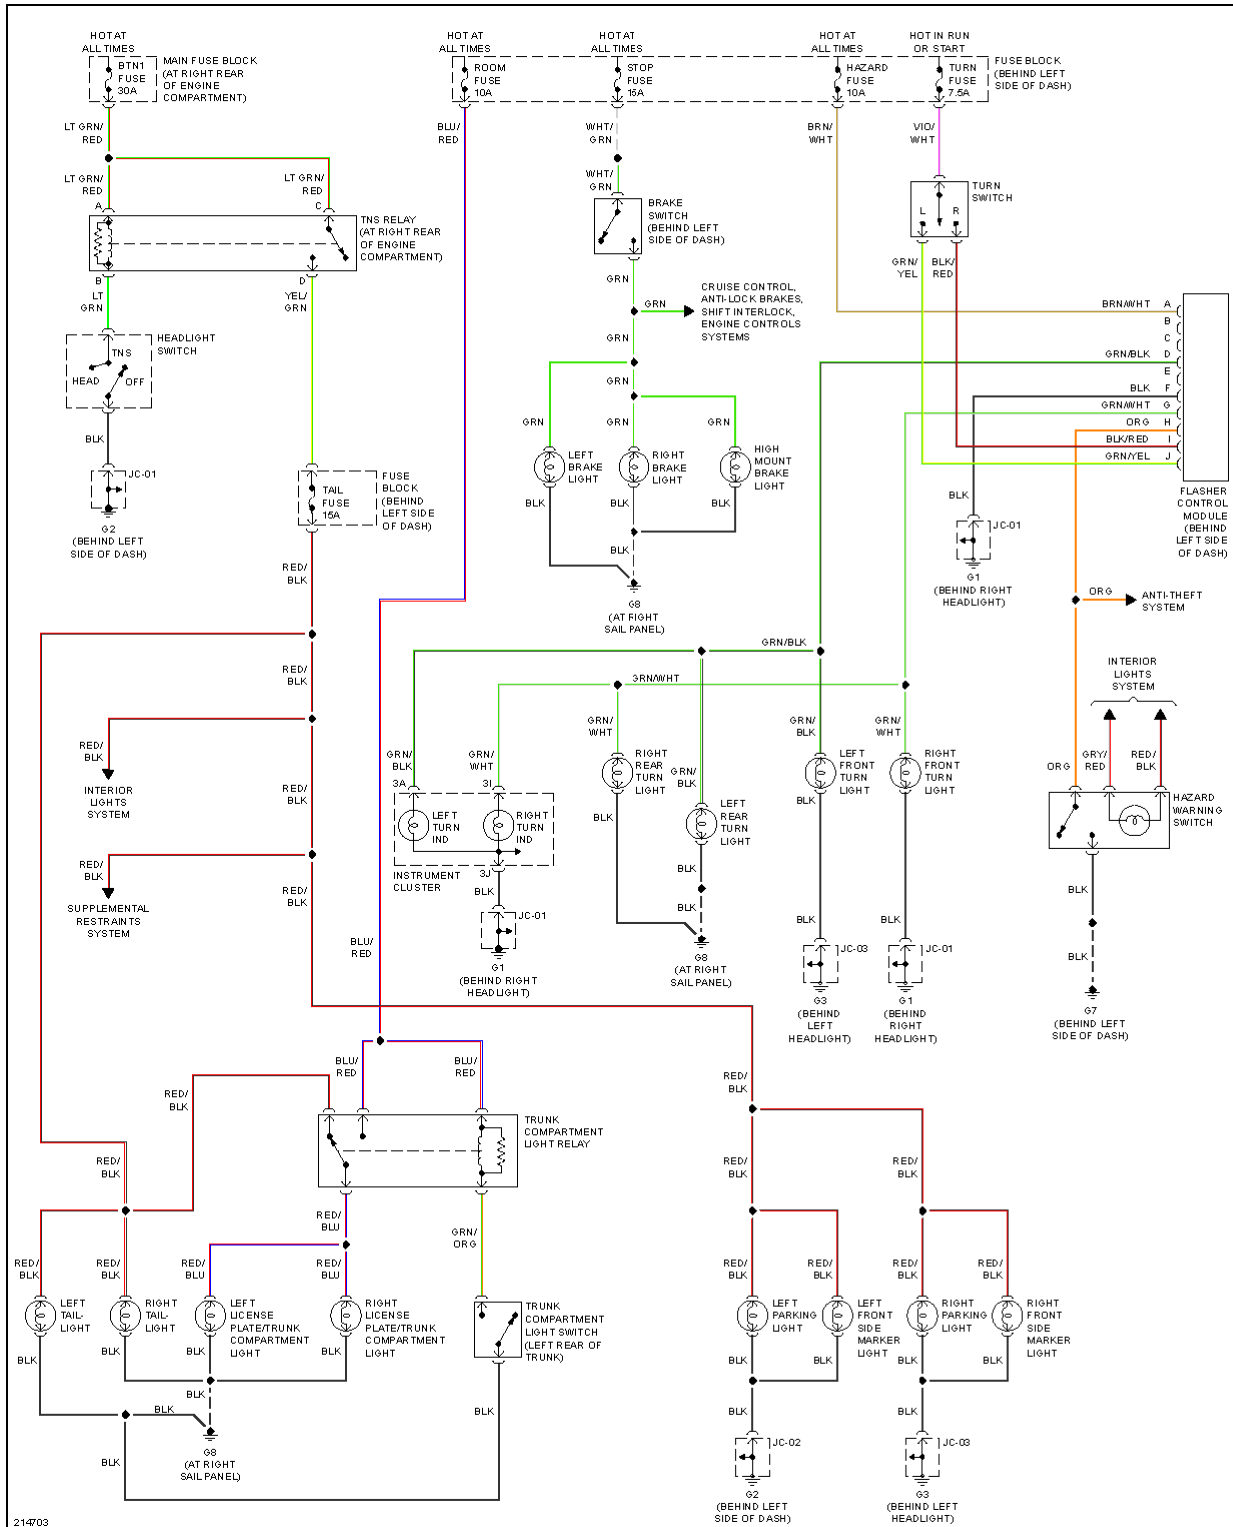 HOT AT
ALL TIMES
BTN1
FUSE
30A
MAIN FUSE BLOCK
(AT RIGHT REAR
OF ENGINE
COMPARTMENT)
HOT AT
ALL TIMES
ROOM
FUSE
10A
HOT AT
ALL TIMES
STOP
FUSE
15A
HOT AT
ALL TIMES
HAZARD
FUSE
10A
HOT IN RUN
OR START
TURN
FUSE
7.5A
FUSE BLOCK
(BEHIND LEFT
SIDE OF DASH)
LT GRN/
RED
BLU/
RED
WHT/
GRN
BRN/
WHT
VIO/
WHT
LT GRN/
RED
LT GRN/
RED
WHT/
GRN
A
C
TNS RELAY
(AT RIGHT REAR
OF ENGINE
COMPARTMENT)
B
D
BRAKE
SWITCH
(BEHIND LEFT
SIDE OF DASH)
L
R
TURN
SWITCH
LT
GRN
YEL/
GRN
GRN
GRN/
YEL
BLK/
RED
GRN
CRUISE CONTROL,
ANTI-LOCK BRAKES,
SHIFT INTERLOCK,
ENGINE CONTROLS
SYSTEMS
GRN
GRN
GRN
GRN
GRN
HEADLIGHT
SWITCH
TNS
HEAD
OFF
BLK
JC-01
G2
(BEHIND LEFT
SIDE OF DASH)
TAIL
FUSE
15A
FUSE
BLOCK
(BEHIND
LEFT SIDE
OF DASH)
LEFT
BRAKE
LIGHT
RIGHT
BRAKE
LIGHT
HIGH
MOUNT
BRAKE
LIGHT
BLK
BLK
BLK
BLK
G8
(AT FIGHT
SAIL PANEL)
BRN/WHT A
B
C
GRN/BLK D
E
BLK F
GRN/WHT G
ORG H
BLK/RED I
GRN/YEL J
FLASHER
CONTROL
MODULE
(BEHIND
LEFT SIDE
OF DASH)
BLK
JC-01
G1
(BEHIND RIGHT
HEADLIGHT)
ORG
ANTI-THEFT
SYSTEM
RED/
BLK
RED/
BLK
RED/
BLK
INTERIOR
LIGHTS
SYSTEM
RED/
BLK
RED/
BLK
SUPPLEMENTAL
RESTRAINTS
SYSTEM
RED/
BLK
GRN/BLK
GRN/WHT
GRN/
BLK
GRN/
WHT
3A
3I
LEFT
TURN
IND
RIGHT
TURN
IND
INSTRUMENT
CLUSTER
3J
BLK
JC-01
G1
(BEHIND RIGHT
HEADLIGHT)
GRN/
WHT
RIGHT
REAR
TURN
LIGHT
BLK
GRN/
BLK
LEFT
REAR
TURN
LIGHT
BLK
BLK
G8
(AT RIGHT
SAIL PANEL)
GRN/
BLK
LEFT
FRONT
TURN
LIGHT
BLK
BLK
JC-03
G3
(BEHIND
LEFT
HEADLIGHT)
GRN/
WHT
RIGHT
FRONT
TURN
LIGHT
BLK
JC-01
G1
(BEHIND
RIGHT
HEADLIGHT)
INTERIOR
LIGHTS
SYSTEM
ORG
GRY/
RED
RED/
BLK
HAZARD
WARNING
SWITCH
BLK
BLK
G7
(BEHIND LEFT
SIDE OF DASH)
BLU/
RED
BLU/
RED
BLU/
RED
RED/
BLK
TRUNK
COMPARTMENT
LIGHT RELAY
RED/
BLK
RED/
BLU
GRN/
ORG
RED/
BLK
RED/
BLK
RED/
BLU
RED/
BLU
LEFT
TAIL-
LIGHT
RIGHT
TAIL-
LIGHT
LEFT
LICENSE
PLATE/TRUNK
COMPARTMENT
LIGHT
RIGHT
LICENSE
PLATE/TRUNK
COMPARTMENT
LIGHT
TRUNK
COMPARTMENT
LIGHT SWITCH
(LEFT REAR OF
TRUNK)
BLK
BLK
BLK
BLK
BLK
BLK
BLK
BLK
G8
(AT RIGHT
SAIL PANEL)
RED/
BLK
RED/
BLK
RED/
BLK
RED/
BLK
RED/
BLK
RED/
BLK
RED/
BLK
LEFT
PARKING
LIGHT
LEFT
FRONT
SIDE
MARKER
LIGHT
RIGHT
PARKING
LIGHT
RIGHT
FRONT
SIDE
MARKER
LIGHT
BLK
BLK
BLK
BLK
BLK
BLK
JC-02
G2
(BEHIND LEFT
SIDE OF DASH)
JC-03
G3
(BEHIND LEFT
HEADLIGHT)
214703